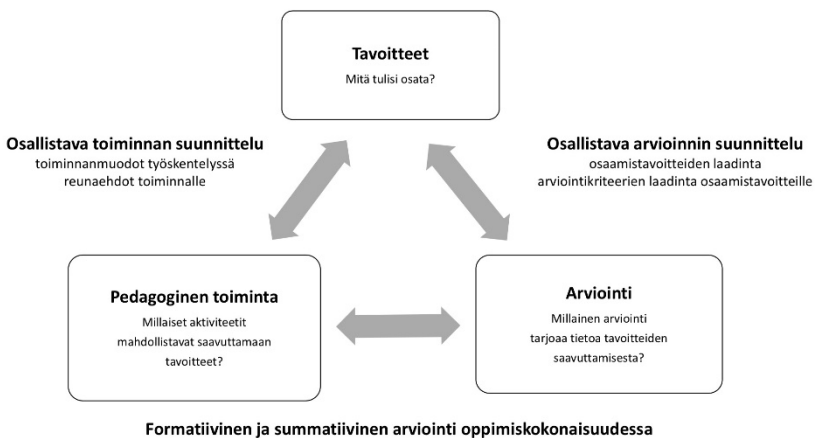 Tavoitteet
Mitä tulisi osata?
Osallistava toiminnan suunnittelu
toiminnanmuodot työskentelyssä
reunaehdot toiminnalle
Osallistava arvioinnin suunnittelu
osaamistavoitteiden laadinta
arviointikriteerien laadinta osaamistavoitteille
Pedagoginen toiminta
Millaiset aktiviteetit
mahdollistavat saavuttamaan
tavoitteet?
Arviointi
Millainen arviointi
tarjoaa tietoa tavoitteiden
saavuttamisesta?
Formatiivinen ja summatiivinen arviointi oppimiskokonaisuudessa